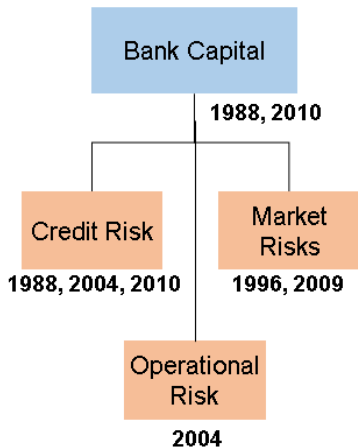 Bank Capital
1988, 2010
Credit Risk
1988, 2004, 2010
Market
Risks
1996, 2009
Operational
Risk
2004